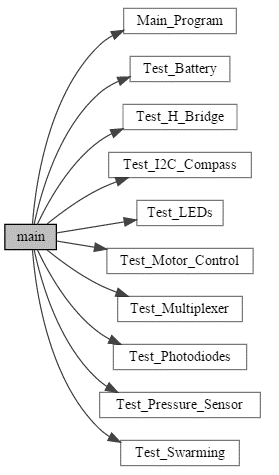 Main_Program
Test_Battery
Test_H_Bridge
Test_I2C_Compass
Test_LEDs
main
Test_Motor_Control
Test_Multiplexer
Test_Photodiodes
Test_Pressure_Sensor
Test_Swarming